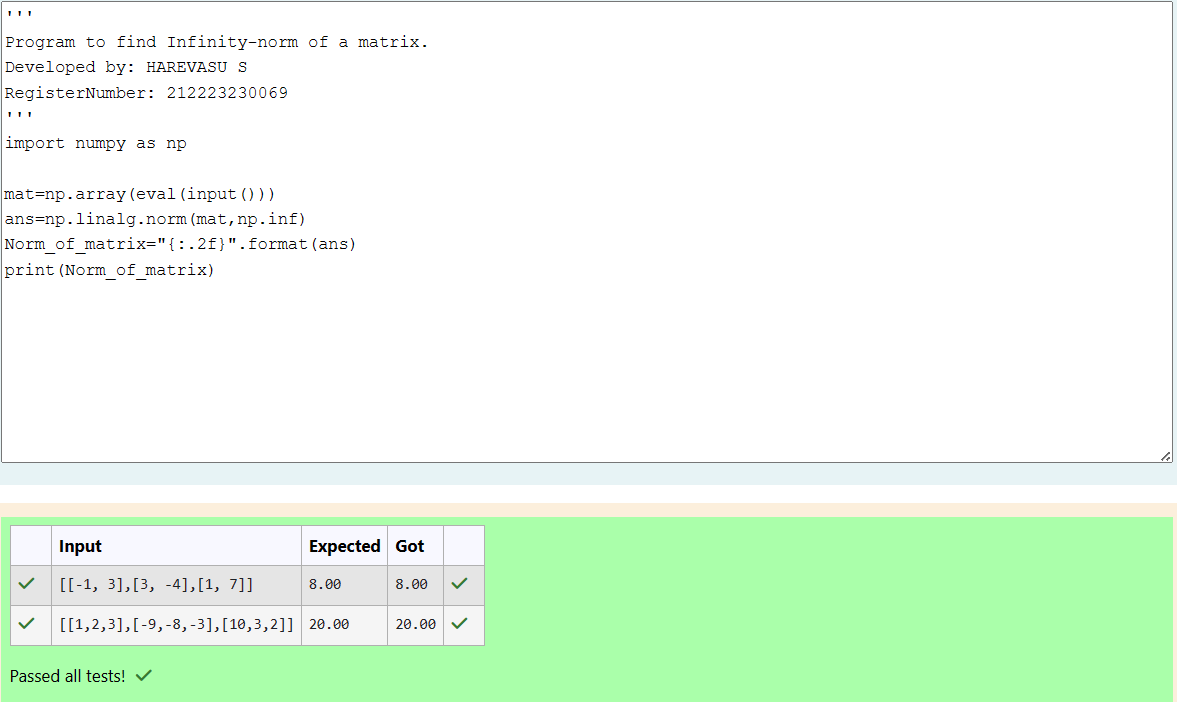 '''
Program to find Infinity-norm of a matrix.
Developed by: HAREVASU S
RegisterNumber: 212223230069
'''
import numpy as np

mat=np.array(eval(input()))
ans=np.linalg.norm(mat,np.inf)
Norm_of_matrix="{:.2f}".format(ans)
print(Norm_of_matrix)
Input Expected Got
[[-1, 3],[3, -4],[1, 7]] 8.00 8.00
[[1,2,3],[-9,-8,-3],[10,3,2]] 20.00 20.00
Passed all tests!